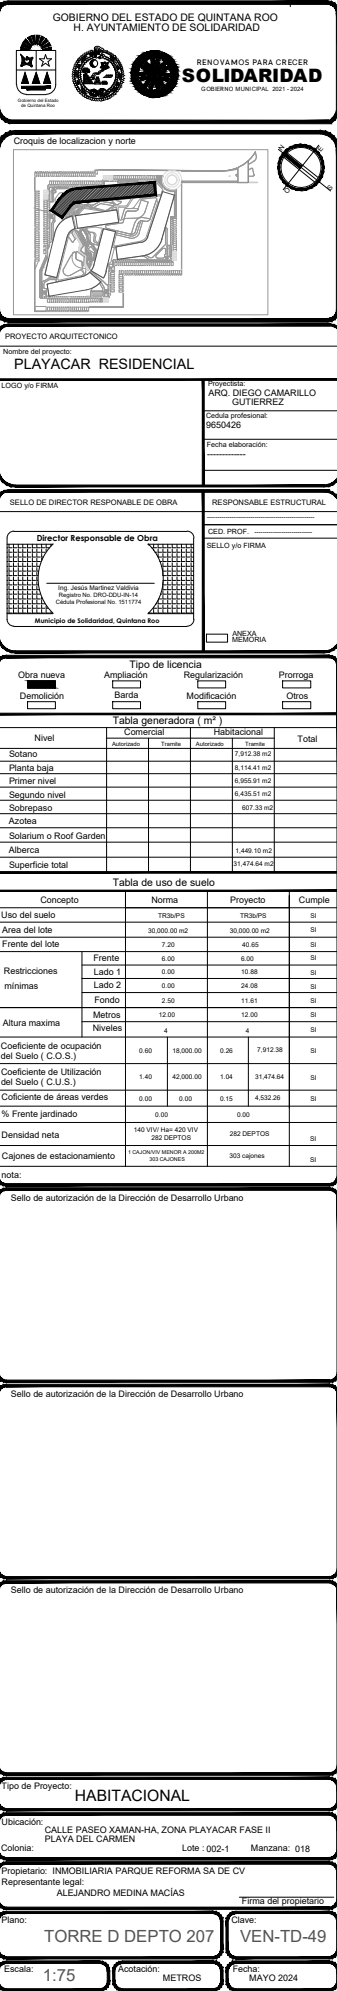 GOBIERNO DEL ESTADO DE QUINTANA ROO
H. AYUNTAMIENTO DE SOLIDARIDAD
Gobierno del Estado
de Quintana Roo
RENOVAMOS PARA CRECER
SOLIDARIDAD
GOBIERNO MUNICIPAL 2021 - 2024
Croquis de localizacion y norte
PROYECTO ARQUITECTONICO
Nombre del proyecto:
PLAYACAR RESIDENCIAL
LOGO y/o FIRMA
Proyectista:
ARQ. DIEGO CAMARILLO
GUTIERREZ
Cedula profesional:
9650426
Fecha elaboración:
-------------
SELLO DE DIRECTOR RESPONABLE DE OBRA
RESPONSABLE ESTRUCTURAL
CED. PROF. --------------------------
SELLO y/o FIRMA
Director Responsable de Obra
Ing. Jesús Martínez Valdivia
Registro No. DRO-DDU-IN-14
Cédula Profesional No. 1511774
Municipio de Solidaridad, Quintana Roo
ANEXA
MEMORIA
Tipo de licencia
Obra nueva Ampliación Regularización Prorroga
Demolición Barda Modificación Otros
Tabla generadora ( m² )
Nivel Comercial Habitacional Total
Autorizado Tramite Autorizado Tramite
Sotano 7,912.38 m2
Planta baja 8,114.41 m2
Primer nivel 6,955.91 m2
Segundo nivel 6,435.51 m2
Sobrepaso 607.33 m2
Azotea
Solarium o Roof Garden
Alberca 1,449.10 m2
Superficie total 31,474.64 m2
Tabla de uso de suelo
Concepto Norma Proyecto Cumple
Uso del suelo TR3b/PS TR3b/PS SI
Area del lote 30,000.00 m2 30,000.00 m2 SI
Frente del lote 7.20 40.65 SI
Restricciones mínimas
Frente 6.00 6.00 SI
Lado 1 0.00 10.88 SI
Lado 2 0.00 24.08 SI
Fondo 2.50 11.61 SI
Altura maxima
Metros 12.00 12.00 SI
Niveles 4 4 SI
Coeficiente de ocupación
del Suelo ( C.O.S.) 0.60 18,000.00 0.26 7,912.38 SI
Coeficiente de Utilización
del Suelo ( C.U.S.) 1.40 42,000.00 1.04 31,474.64 SI
Coficiente de áreas verdes 0.00 0.00 0.15 4,532.26 SI
% Frente jardinado 0.00 0.00
Densidad neta 140 VIV/ Ha= 420 VIV
282 DEPTOS 282 DEPTOS SI
Cajones de estacionamiento 1 CAJON/VIV MENOR A 200M2
303 CAJONES 303 cajones SI
nota:
Sello de autorización de la Dirección de Desarrollo Urbano
Sello de autorización de la Dirección de Desarrollo Urbano
Sello de autorización de la Dirección de Desarrollo Urbano
Tipo de Proyecto:
HABITACIONAL
Ubicación:
CALLE PASEO XAMAN-HA, ZONA PLAYACAR FASE II
PLAYA DEL CARMEN
Colonia: Lote : 002-1 Manzana: 018
Propietario: INMOBILIARIA PARQUE REFORMA SA DE CV
Representante legal:
ALEJANDRO MEDINA MACÍAS
Firma del propietario
Plano:
TORRE D DEPTO 207
Clave:
VEN-TD-49
Escala: 1:75
Acotación:
METROS
Fecha:
MAYO 2024